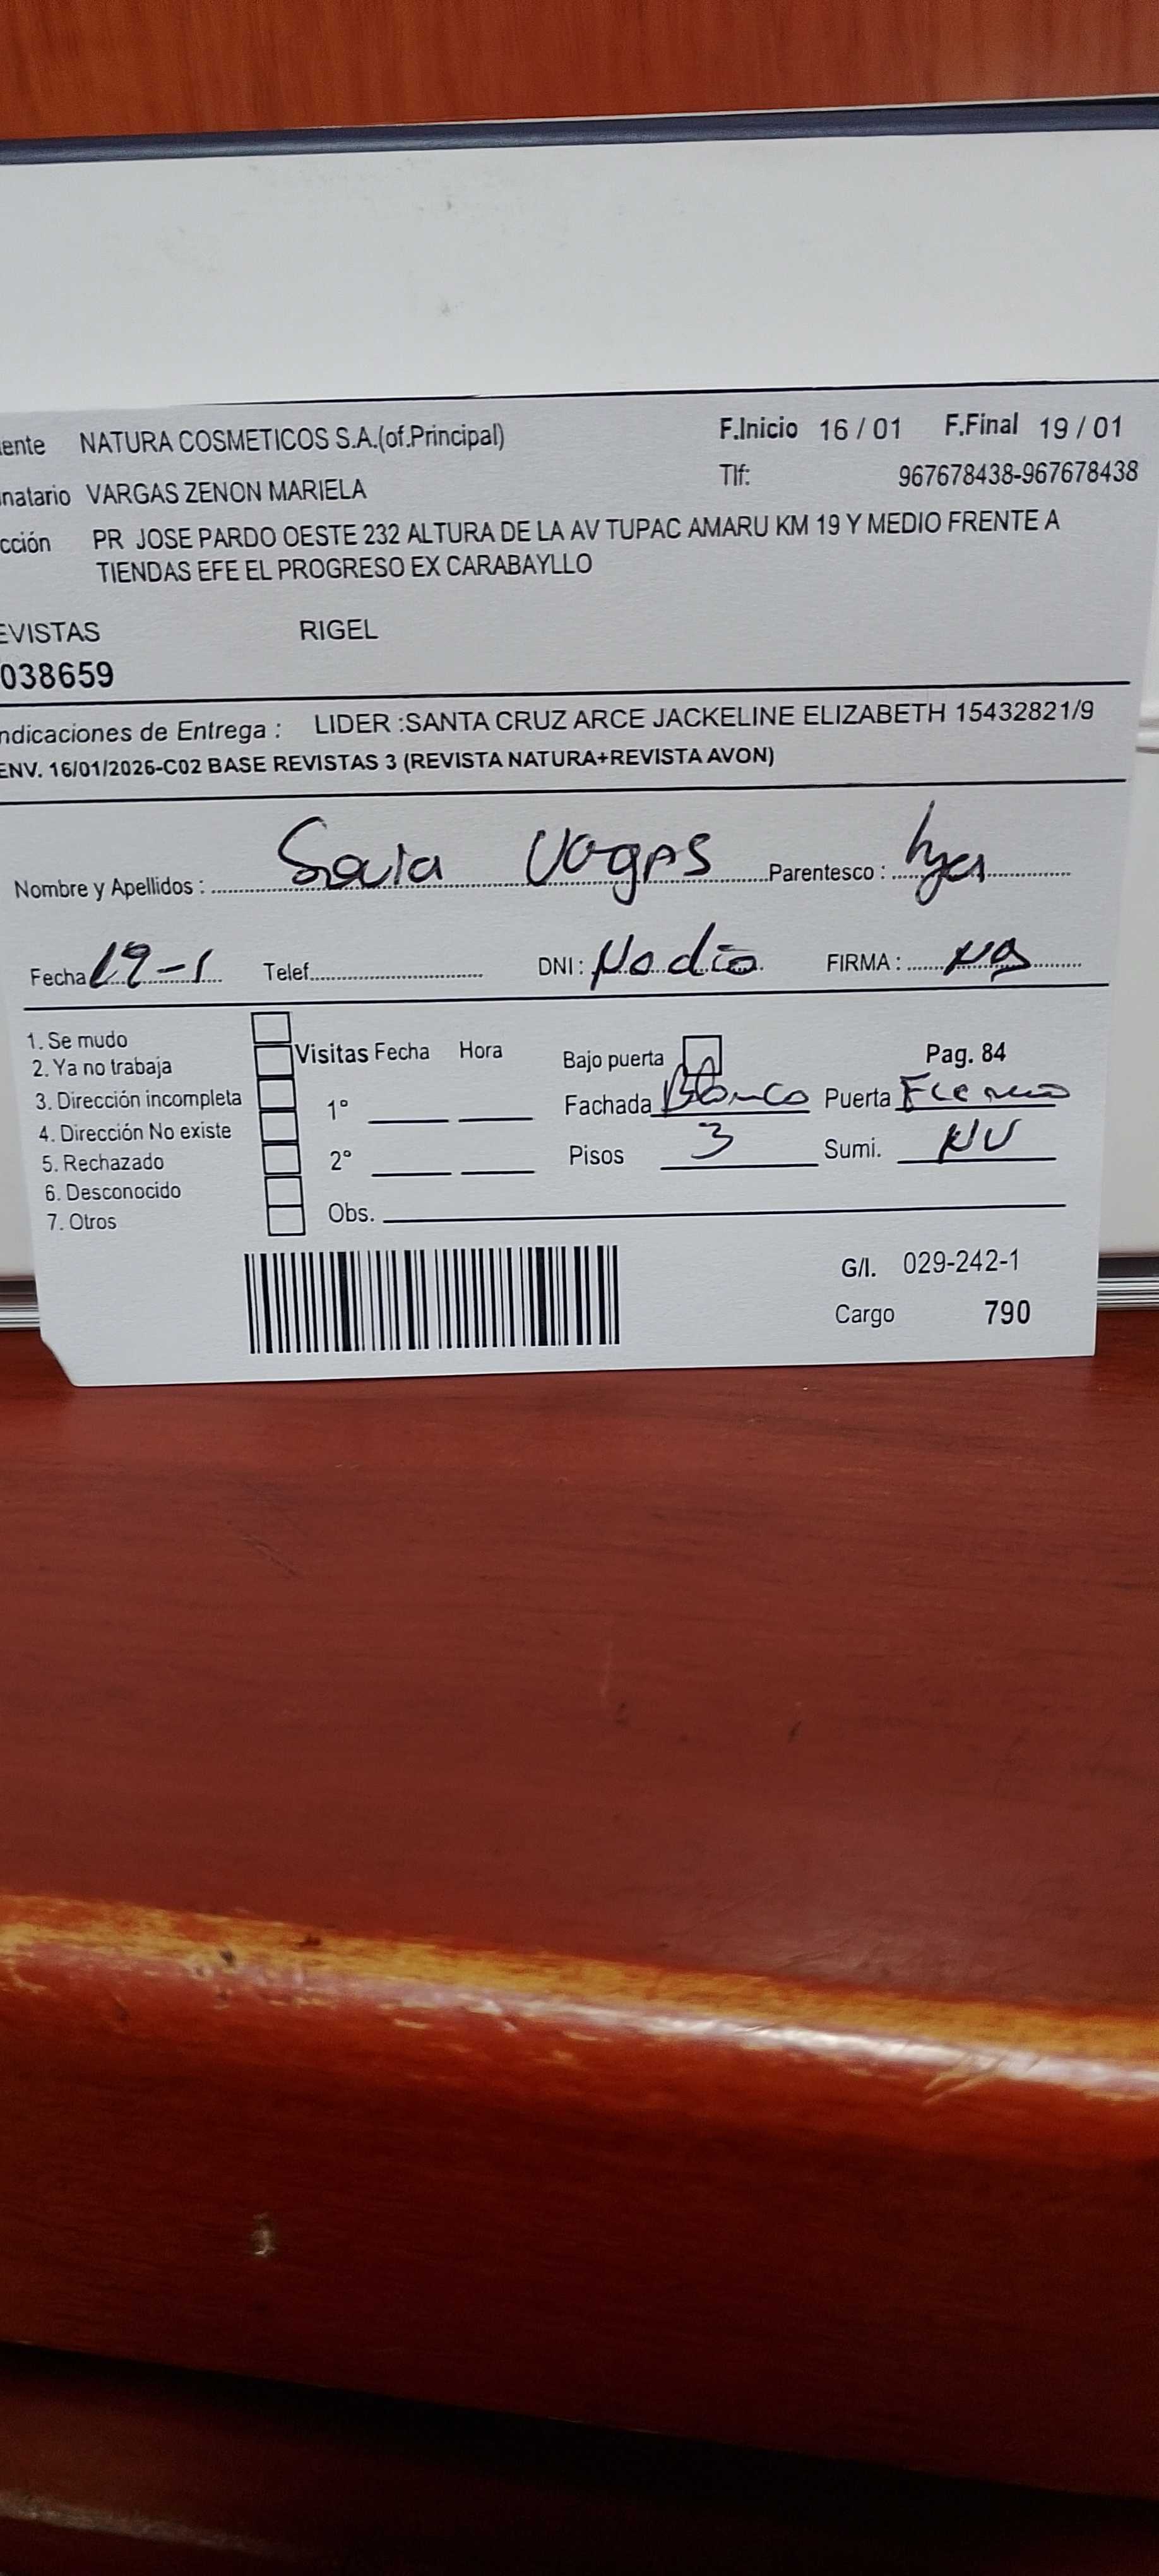 ente NATURA COSMETICOS S.A.(of.Principal) F.Inicio 16 / 01 F.Final 19 / 01
Tlf: 967678438-967678438
natario VARGAS ZENON MARIELA
cción PR JOSE PARDO OESTE 232 ALTURA DE LA AV TUPAC AMARU KM 19 Y MEDIO FRENTE A
TIENDAS EFE EL PROGRESO EX CARABAYLLO
EVISTAS RIGEL
038659
ndicaciones de Entrega : LIDER :SANTA CRUZ ARCE JACKELINE ELIZABETH 15432821/9
ENV. 16/01/2026-C02 BASE REVISTAS 3 (REVISTA NATURA+REVISTA AVON)
Nombre y Apellidos : Parentesco :
Fecha 19-1 Telef. DNI : No dio FIRMA :
1. Se mudo
2. Ya no trabaja
3. Dirección incompleta
4. Dirección No existe
5. Rechazado
6. Desconocido
7. Otros
Visitas Fecha Hora
1°
2°
Obs.
Bajo puerta Pag. 84
Fachada Blanco Puerta
Pisos 3 Sumi. NV
G/I. 029-242-1
Cargo 790